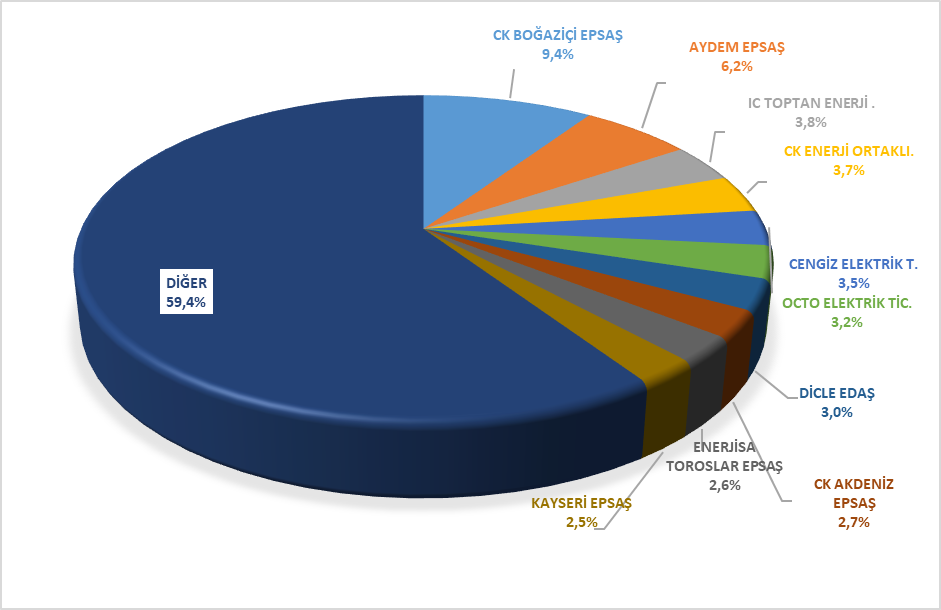 CK BOĞAZİÇİ EPSAŞ
9,4%
AYDEM EPSAŞ
6,2%
IC TOPTAN ENERJİ .
3,8%
CK ENERJİ ORTAKLI.
3,7%
CENGİZ ELEKTRİK T.
3,5%
OCTO ELEKTRİK TİC.
3,2%
DİCLE EDAŞ
3,0%
CK AKDENİZ
EPSAŞ
2,7%
ENERJİSA
TOROSLAR EPSAŞ
2,6%
KAYSERİ EPSAŞ
2,5%
DİĞER
59,4%